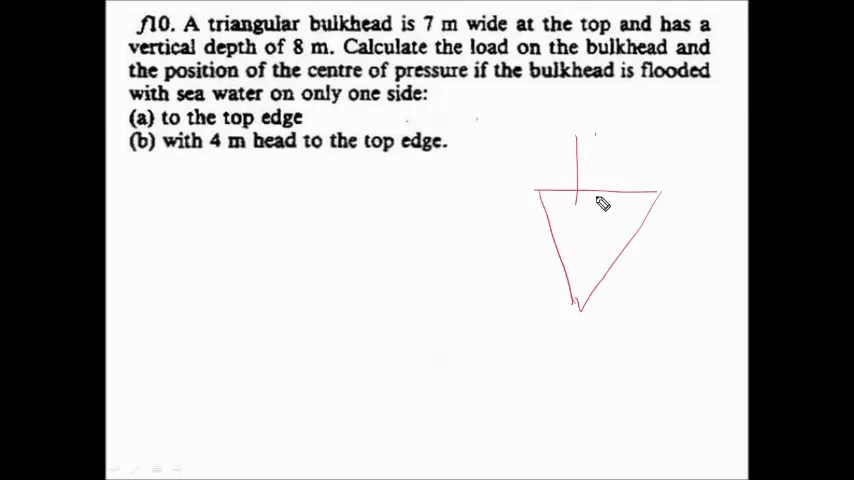 f10. A triangular bulkhead is 7 m wide at the top and has a
vertical depth of 8 m. Calculate the load on the bulkhead and
the position of the centre of pressure if the bulkhead is flooded
with sea water on only one side:
(a) to the top edge
(b) with 4 m head to the top edge.